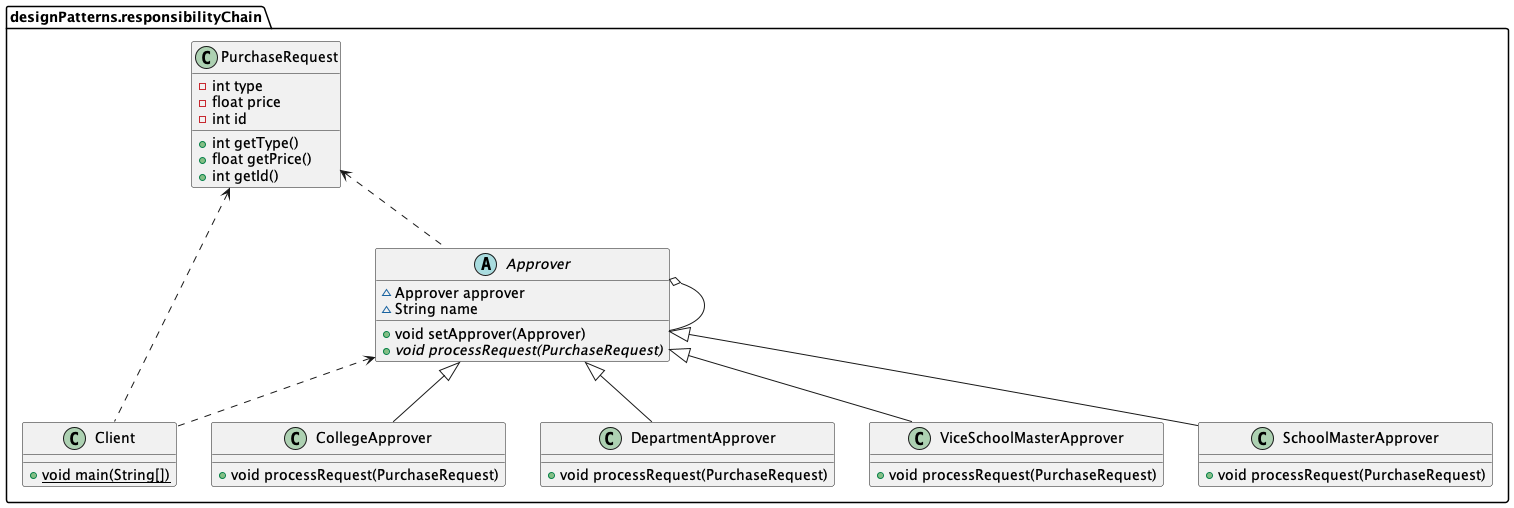 designPatterns.responsibilityChain
C PurchaseRequest
int type
float price
int id
int getType()
float getPrice()
int getId()
A Approver
Approver approver
String name
void setApprover(Approver)
void processRequest(PurchaseRequest)
C Client
void main(String[])
C CollegeApprover
void processRequest(PurchaseRequest)
C DepartmentApprover
void processRequest(PurchaseRequest)
C ViceSchoolMasterApprover
void processRequest(PurchaseRequest)
C SchoolMasterApprover
void processRequest(PurchaseRequest)